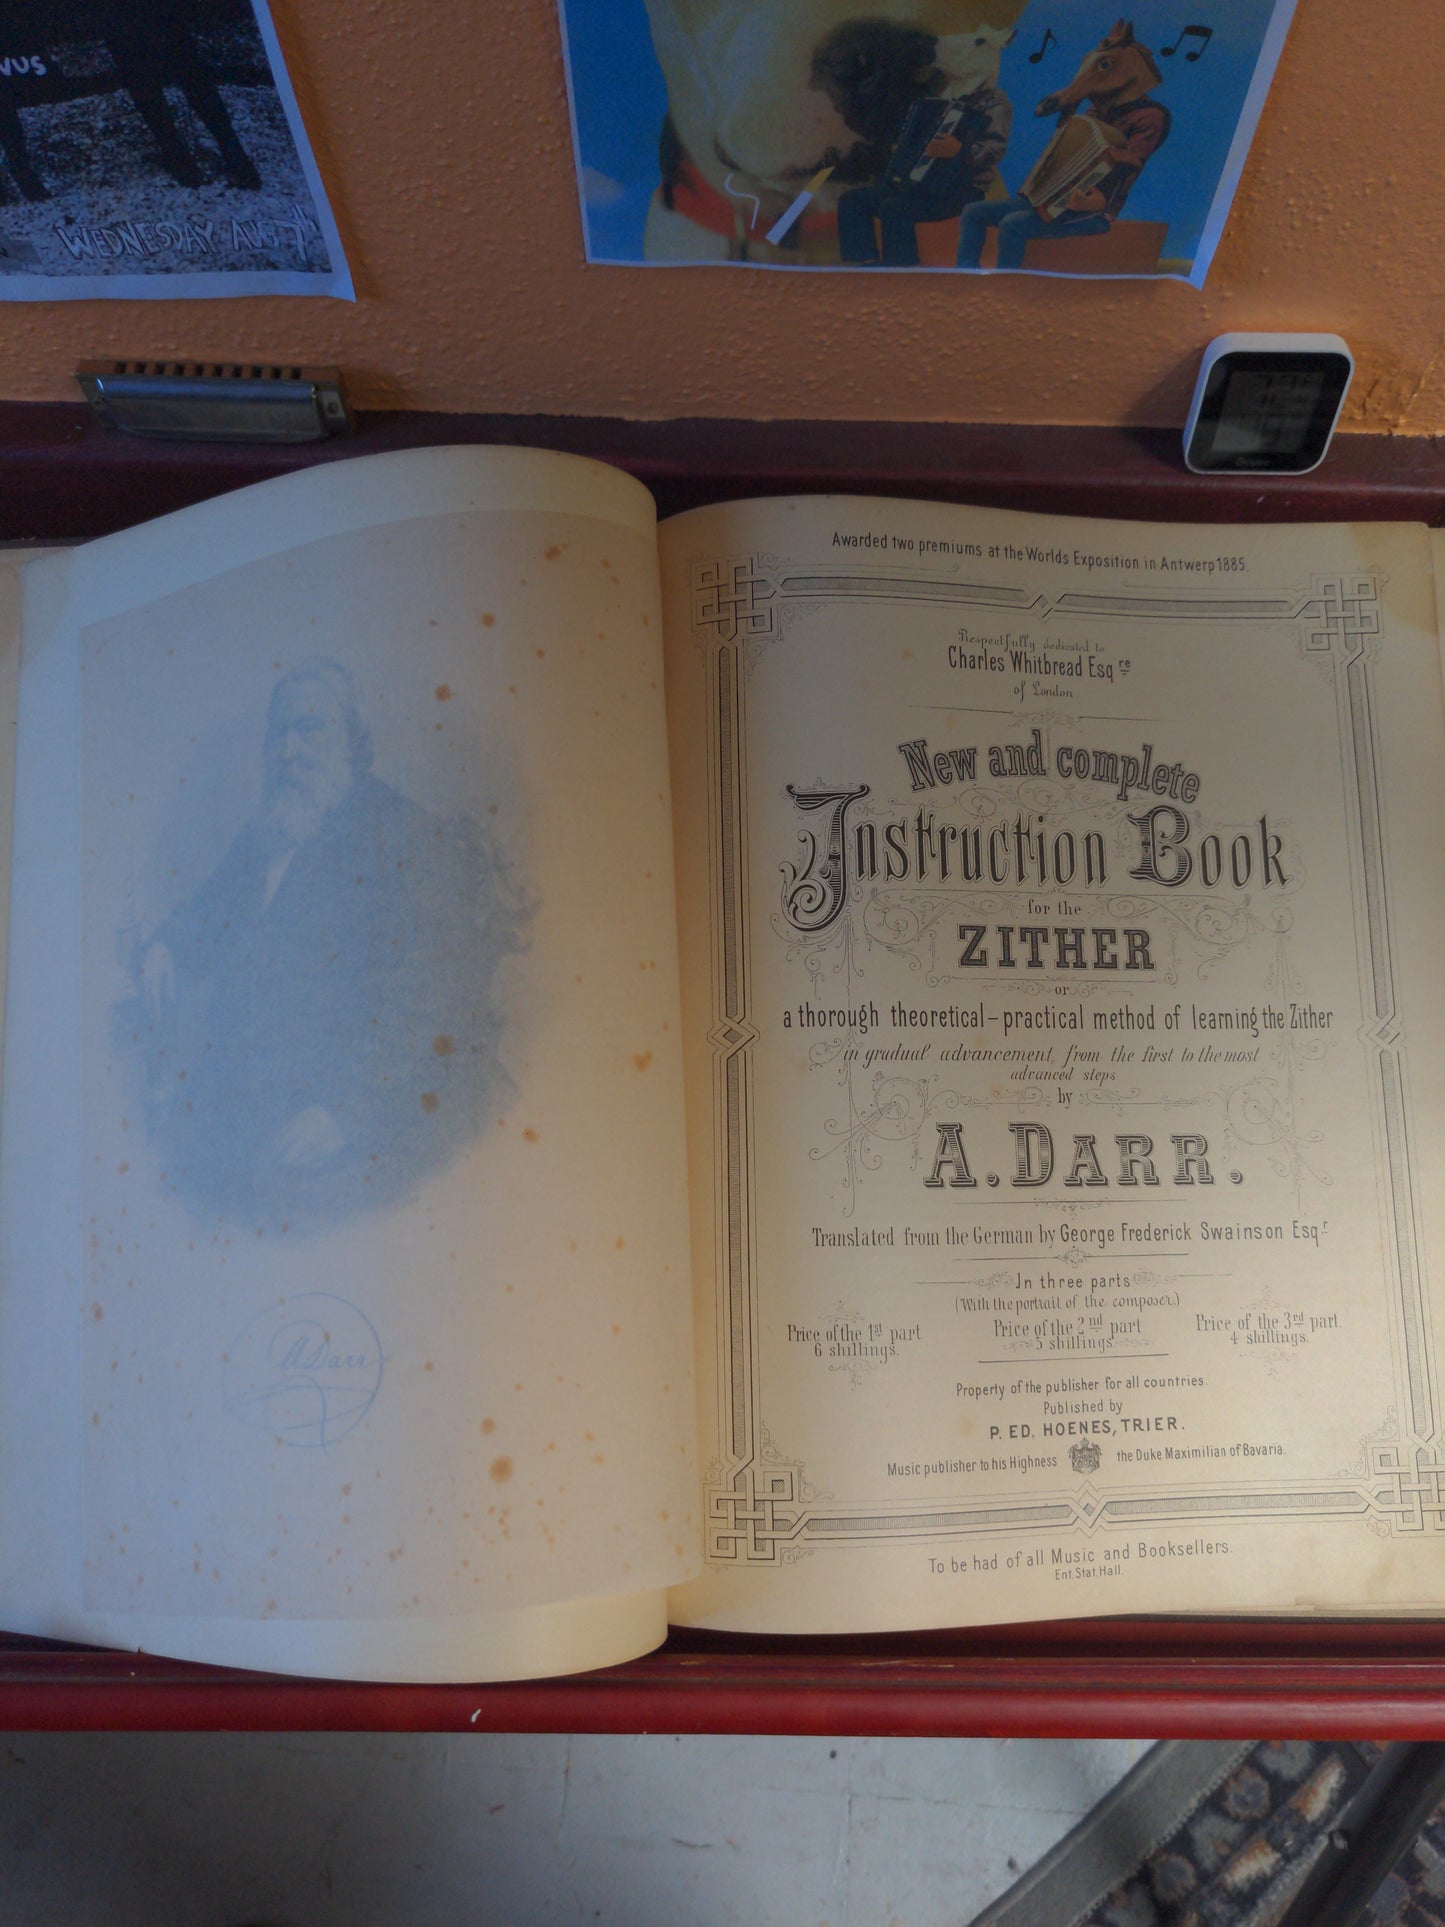 WEDNESDAY AUG 7
A Darr
Awarded two premiums at the Worlds Exposition in Antwerp 1885.
Respectfully dedicated to
Charles Whitbread Esqre
of London.
New and complete
Instruction Book
for the
ZITHER
or
a thorough theoretical-practical method of learning the Zither
in gradual advancement, from the first to the most
advanced steps
by
A. DARR.
Translated from the German by George Frederick Swainson Esqr
In three parts
(With the portrait of the composer.)
Price of the 1st part
6 shillings.
Price of the 2nd part
5 shillings.
Price of the 3rd part.
4 shillings.
Property of the publisher for all countries.
Published by
P. ED. HOENES, TRIER.
Music publisher to his Highness the Duke Maximilian of Bavaria.
To be had of all Music and Booksellers.
Ent. Stat. Hall.